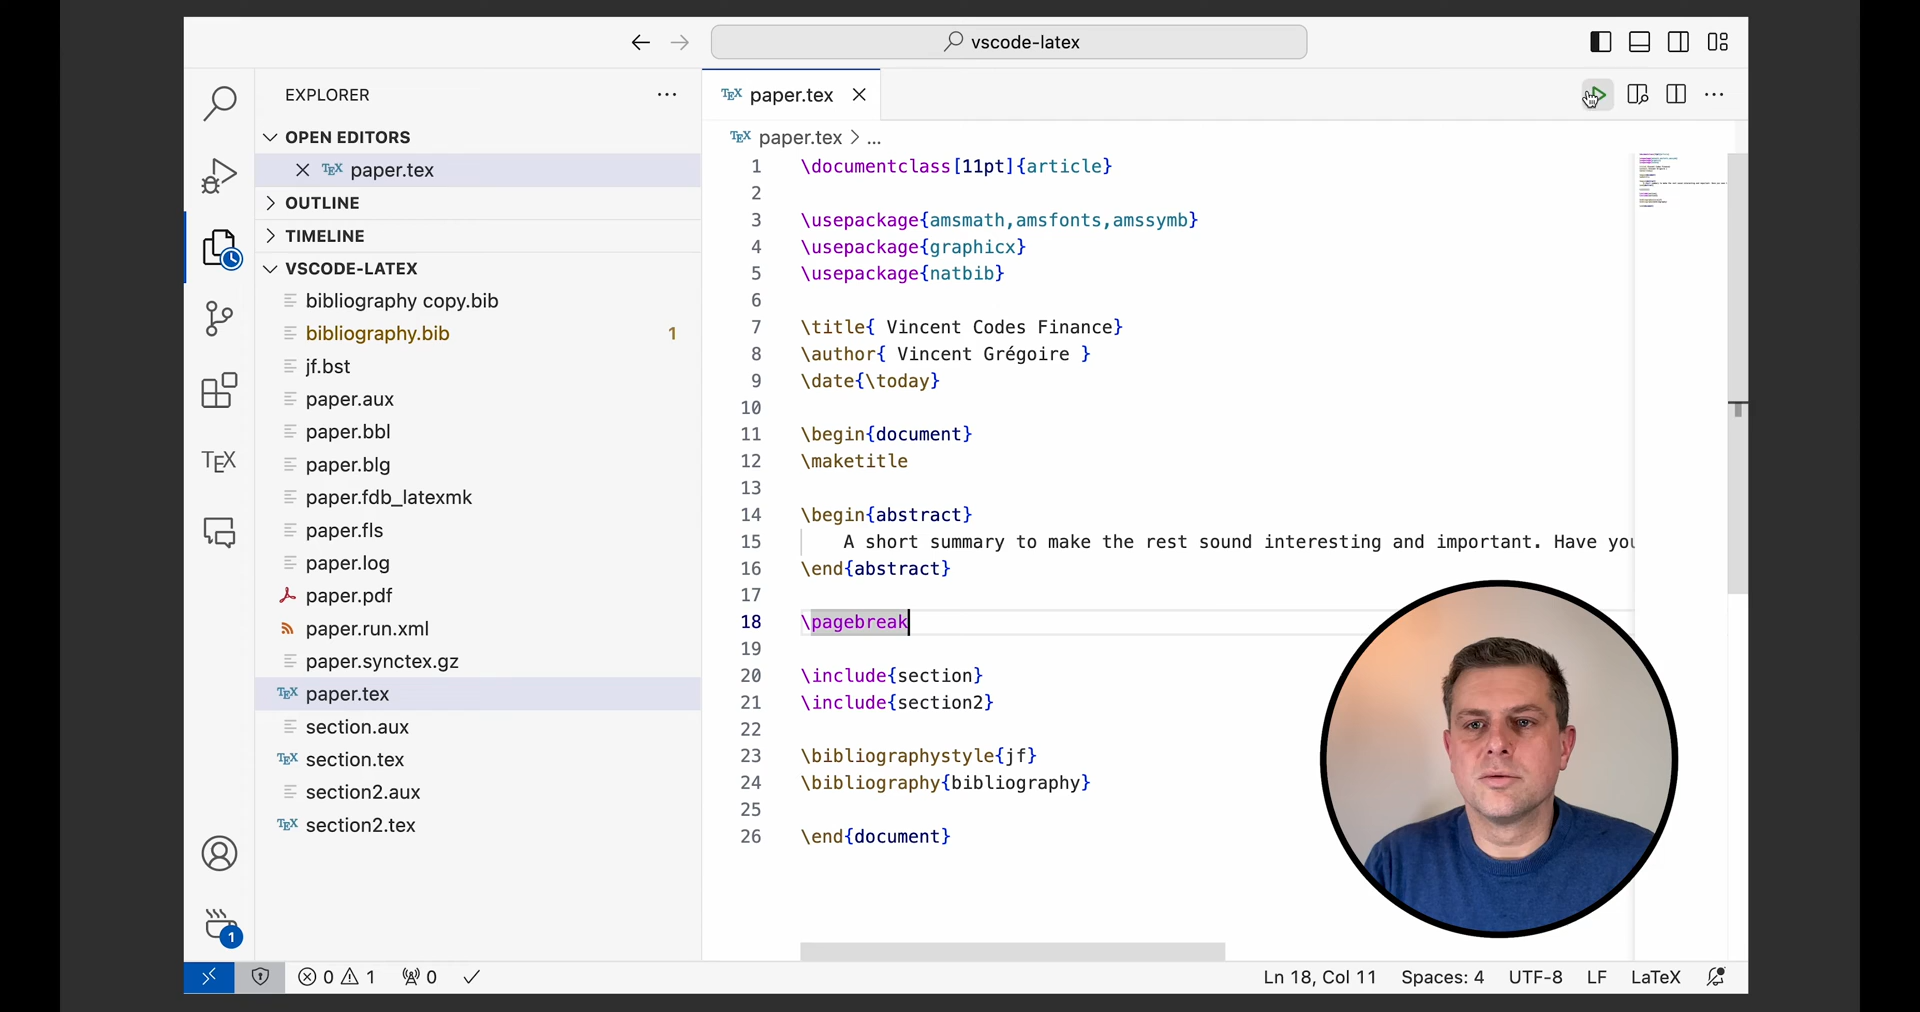 vscode-latex
EXPLORER
OPEN EDITORS
TEX paper.tex
OUTLINE
TIMELINE
VSCODE-LATEX
bibliography copy.bib
bibliography.bib 1
jf.bst
paper.aux
paper.bbl
paper.blg
paper.fdb_latexmk
paper.fls
paper.log
paper.pdf
paper.run.xml
paper.synctex.gz
TEX paper.tex
section.aux
TEX section.tex
section2.aux
TEX section2.tex
TEX
1
TEX paper.tex
TEX paper.tex > ...
1 \documentclass[11pt]{article}
2
3 \usepackage{amsmath,amsfonts,amssymb}
4 \usepackage{graphicx}
5 \usepackage{natbib}
6
7 \title{ Vincent Codes Finance}
8 \author{ Vincent Grégoire }
9 \date{\today}
10
11 \begin{document}
12 \maketitle
13
14 \begin{abstract}
15 A short summary to make the rest sound interesting and important. Have you
16 \end{abstract}
17
18 \pagebreak
19
20 \include{section}
21 \include{section2}
22
23 \bibliographystyle{jf}
24 \bibliography{bibliography}
25
26 \end{document}
0 1 0 Ln 18, Col 11 Spaces: 4 UTF-8 LF LaTeX